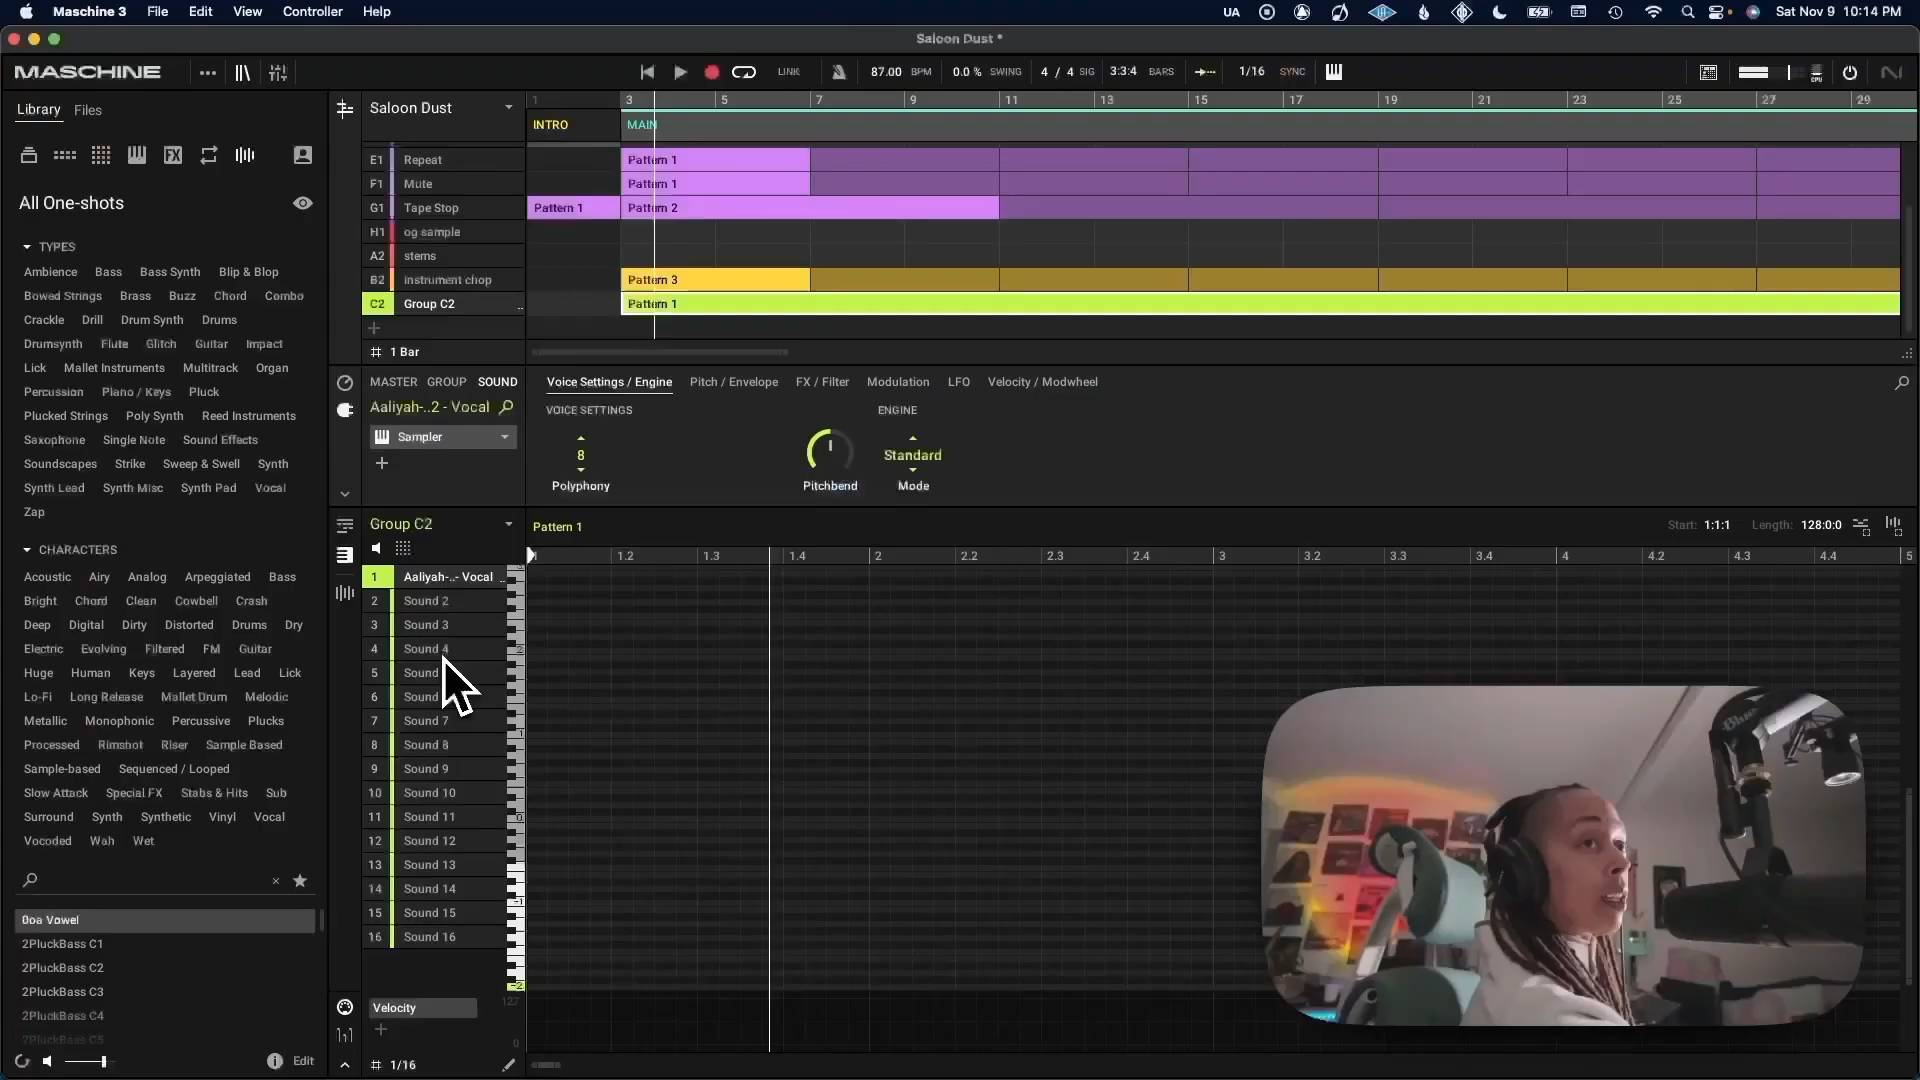 Maschine 3 File Edit View Controller Help
UA Sat Nov 9 10:14 PM
Saloon Dust *
MASCHINE
LINK 87.00 BPM 0.0 % SWING 4 / 4 SIG 3:3:4 BARS 1/16 SYNC CPU
Library Files
All One-shots
TYPES
Ambience Bass Bass Synth Blip & Blop
Bowed Strings Brass Buzz Chord Combo
Crackle Drill Drum Synth Drums
Drumsynth Flute Glitch Guitar Impact
Lick Mallet Instruments Multitrack Organ
Percussion Piano / Keys Pluck
Plucked Strings Poly Synth Reed Instruments
Saxophone Single Note Sound Effects
Soundscapes Strike Sweep & Swell Synth
Synth Lead Synth Misc Synth Pad Vocal
Zap
CHARACTERS
Acoustic Airy Analog Arpeggiated Bass
Bright Chord Clean Cowbell Crash
Deep Digital Dirty Distorted Drums Dry
Electric Evolving Filtered FM Guitar
Huge Human Keys Layered Lead Lick
Lo-Fi Long Release Mallet Drum Melodic
Metallic Monophonic Percussive Plucks
Processed Rimshot Riser Sample Based
Sample-based Sequenced / Looped
Slow Attack Special FX Stabs & Hits Sub
Surround Synth Synthetic Vinyl Vocal
Vocoded Wah Wet
0oa Vowel
2PluckBass C1
2PluckBass C2
2PluckBass C3
2PluckBass C4
2PluckBass C5
Edit
Saloon Dust
1 3 5 7 9 11 13 15 17 19 21 23 25 27 29
INTRO MAIN
E1 Repeat Pattern 1
F1 Mute Pattern 1
G1 Tape Stop Pattern 1 Pattern 2
H1 og sample
A2 stems
B2 instrument chop Pattern 3
C2 Group C2 .. Pattern 1
1 Bar
MASTER GROUP SOUND
Aaliyah-..2 - Vocal
Sampler
Voice Settings / Engine Pitch / Envelope FX / Filter Modulation LFO Velocity / Modwheel
VOICE SETTINGS ENGINE
8 Standard
Polyphony Pitchbend Mode
Group C2
Pattern 1 Start: 1:1:1 Length: 128:0:0
1.2 1.3 1.4 2 2.2 2.3 2.4 3 3.2 3.3 3.4 4 4.2 4.3 4.4 5
1 Aaliyah-..- Vocal ..
2 Sound 2
3 Sound 3
4 Sound 4
5 Sound
6 Sound
7 Sound 7
8 Sound 8
9 Sound 9
10 Sound 10
11 Sound 11
12 Sound 12
13 Sound 13
14 Sound 14
15 Sound 15
16 Sound 16
2
1
0
-1
-2
Velocity 127
0
1/16
FX
Blue